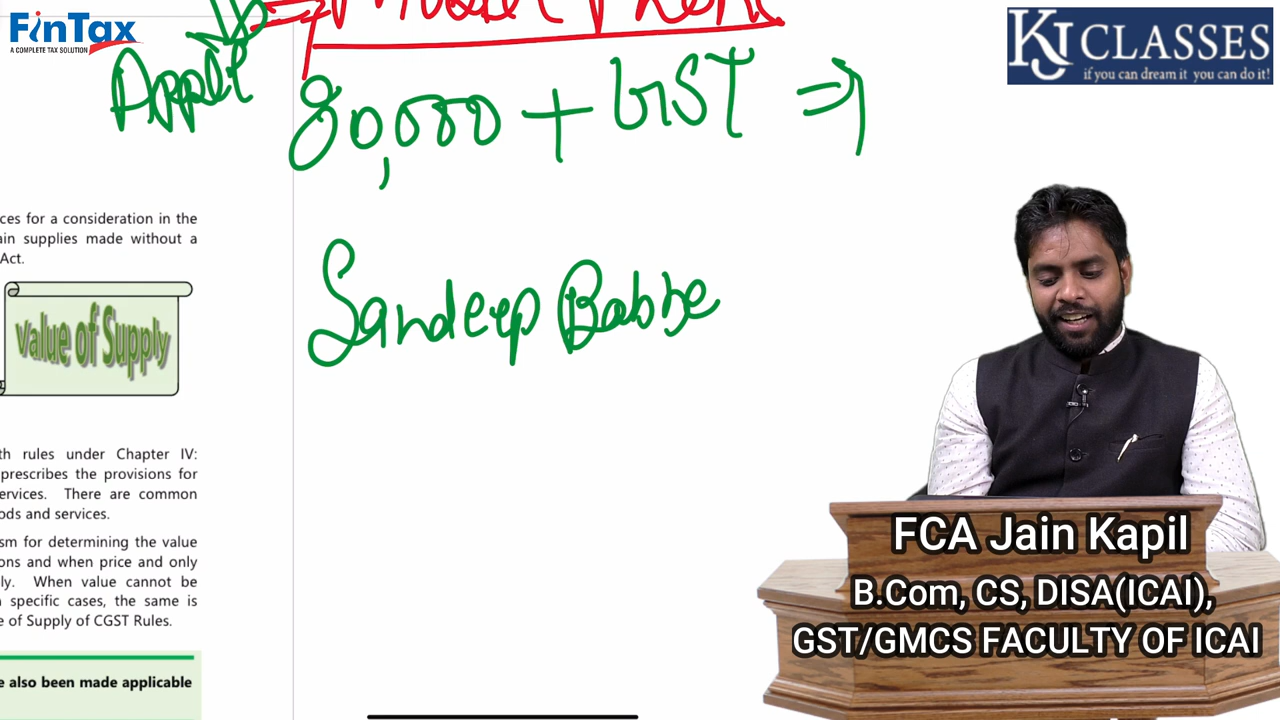 FinTax
A COMPLETE TAX SOLUTION
KJ CLASSES
if you can dream it you can do it!
Apple
80,000 + GST ⇒
ces for a consideration in the
ain supplies made without a
Act.
Value of Supply
Sandeep Babbe
th rules under Chapter IV:
prescribes the provisions for
ervices. There are common
ods and services.
sm for determining the value
ons and when price and only
ly. When value cannot be
n specific cases, the same is
e of Supply of CGST Rules.
e also been made applicable
FCA Jain Kapil
B.Com, CS, DISA(ICAI),
GST/GMCS FACULTY OF ICAI